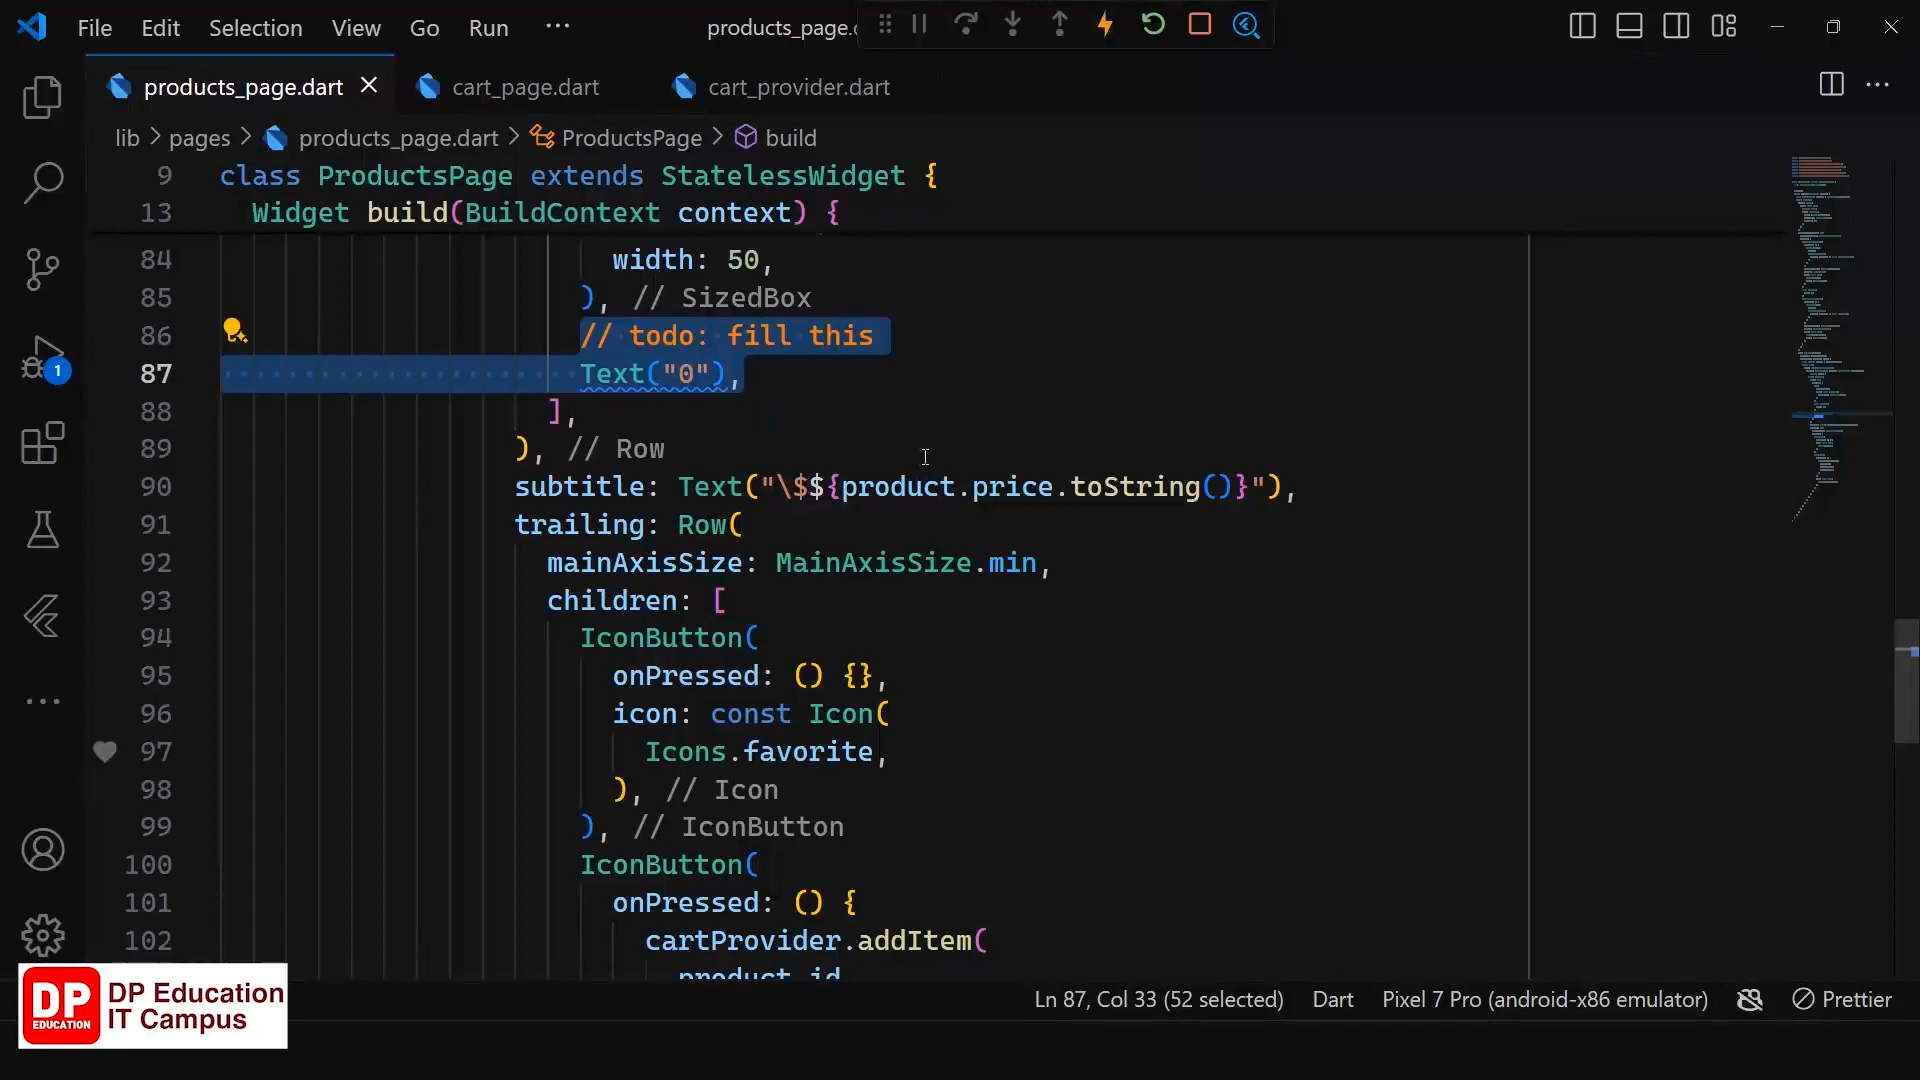 File Edit Selection View Go Run ··· products_page.
products_page.dart cart_page.dart cart_provider.dart
lib > pages > products_page.dart > ProductsPage > build
9 class ProductsPage extends StatelessWidget {
13 Widget build(BuildContext context) {
84 width: 50,
85 ), // SizedBox
86 // todo: fill this
87 Text("0"),
88 ],
89 ), // Row
90 subtitle: Text("\$${product.price.toString()}"),
91 trailing: Row(
92 mainAxisSize: MainAxisSize.min,
93 children: [
94 IconButton(
95 onPressed: () {},
96 icon: const Icon(
97 Icons.favorite,
98 ), // Icon
99 ), // IconButton
100 IconButton(
101 onPressed: () {
102 cartProvider.addItem(
product.id
1
DP EDUCATION
DP Education
IT Campus
Ln 87, Col 33 (52 selected) Dart Pixel 7 Pro (android-x86 emulator) Prettier